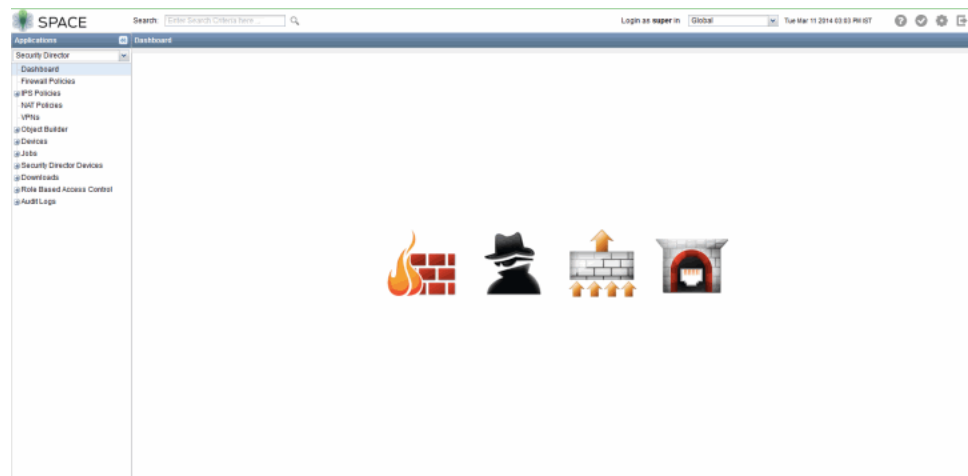 SPACE
Search: Enter Search Criteria here ...
Login as super in Global
Tue Mar 11 2014 03:03 PM IST
Applications
Dashboard
Security Director
Dashboard
Firewall Policies
IPS Policies
NAT Policies
VPNs
Object Builder
Devices
Jobs
Security Director Devices
Downloads
Role Based Access Control
Audit Logs